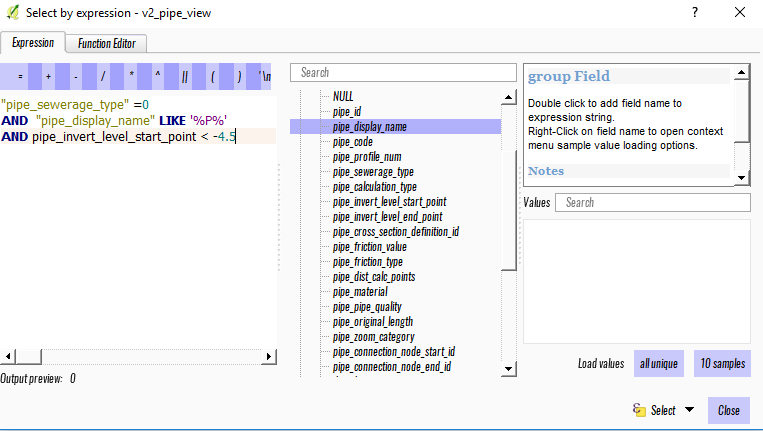 Select by expression - v2_pipe_view
?
Expression
Function Editor
= + - / * ^ || ( ) '\n
"pipe_sewerage_type" =0
AND "pipe_display_name" LIKE '%P%'
AND pipe_invert_level_start_point < -4.5
Output preview: 0
Search
NULL
pipe_id
pipe_display_name
pipe_code
pipe_profile_num
pipe_sewerage_type
pipe_calculation_type
pipe_invert_level_start_point
pipe_invert_level_end_point
pipe_cross_section_definition_id
pipe_friction_value
pipe_friction_type
pipe_dist_calc_points
pipe_material
pipe_pipe_quality
pipe_original_length
pipe_zoom_category
pipe_connection_node_start_id
pipe_connection_node_end_id
group Field
Double click to add field name to
expression string.
Right-Click on field name to open context
menu sample value loading options.
Notes
Values
Search
Load values
all unique
10 samples
Select
Close